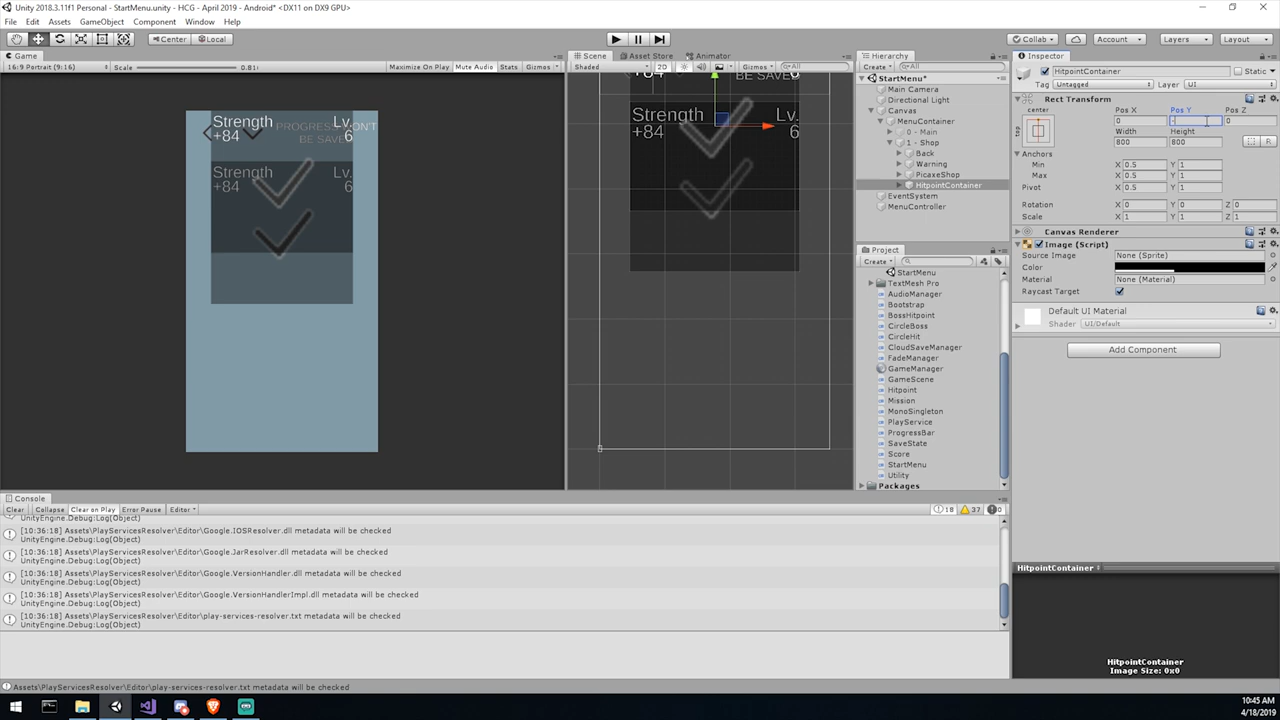 Unity 2018.3.11f1 Personal - StartMenu.unity - HCG - April 2019 - Android* <DX11 on DX9 GPU>
File Edit Assets GameObject Component Window Help
Center Local
Collab Account Layers Layout
Game
Scene Asset Store Animator
Hierarchy
Inspector
16:9 Portrait (9:16) Scale 0.81 Maximize On Play Mute Audio Stats Gizmos
Shaded 2D Gizmos All
Create All
HitpointContainer Static
Tag Untagged Layer UI
StartMenu*
Main Camera
Directional Light
Canvas
MenuContainer
0 - Main
1 - Shop
Back
Warning
PicaxeShop
HitpointContainer
EventSystem
MenuController
Strength Lv.
+84 6
PROGRESS
BE SAVE
Strength Lv.
+84 6
+84
BE SAVE
Strength Lv.
+84 6
Rect Transform
center
top
Pos X Pos Y Pos Z
0 - 0
Width Height
800 800
R
Anchors
Min X 0.5 Y 1
Max X 0.5 Y 1
Pivot X 0.5 Y 1
Rotation X 0 Y 0 Z 0
Scale X 1 Y 1 Z 1
Canvas Renderer
Image (Script)
Source Image None (Sprite)
Color
Material None (Material)
Raycast Target
Default UI Material
Shader UI/Default
Add Component
Project
Create
StartMenu
TextMesh Pro
AudioManager
Bootstrap
BossHitpoint
CircleBoss
CircleHit
CloudSaveManager
FadeManager
GameManager
GameScene
Hitpoint
Mission
MonoSingleton
PlayService
ProgressBar
SaveState
Score
StartMenu
Utility
Packages
Console
Clear Collapse Clear on Play Error Pause Editor
18 37 0
UnityEngine.Debug:Log(Object)
[10:36:18] Assets\PlayServicesResolver\Editor\Google.IOSResolver.dll metadata will be checked
UnityEngine.Debug:Log(Object)
[10:36:18] Assets\PlayServicesResolver\Editor\Google.JarResolver.dll metadata will be checked
UnityEngine.Debug:Log(Object)
[10:36:18] Assets\PlayServicesResolver\Editor\Google.VersionHandler.dll metadata will be checked
UnityEngine.Debug:Log(Object)
[10:36:18] Assets\PlayServicesResolver\Editor\Google.VersionHandlerImpl.dll metadata will be checked
UnityEngine.Debug:Log(Object)
[10:36:18] Assets\PlayServicesResolver\Editor\play-services-resolver.txt metadata will be checked
UnityEngine.Debug:Log(Object)
HitpointContainer
HitpointContainer
Image Size: 0x0
Assets\PlayServicesResolver\Editor\play-services-resolver.txt metadata will be checked
10:45 AM
4/18/2019